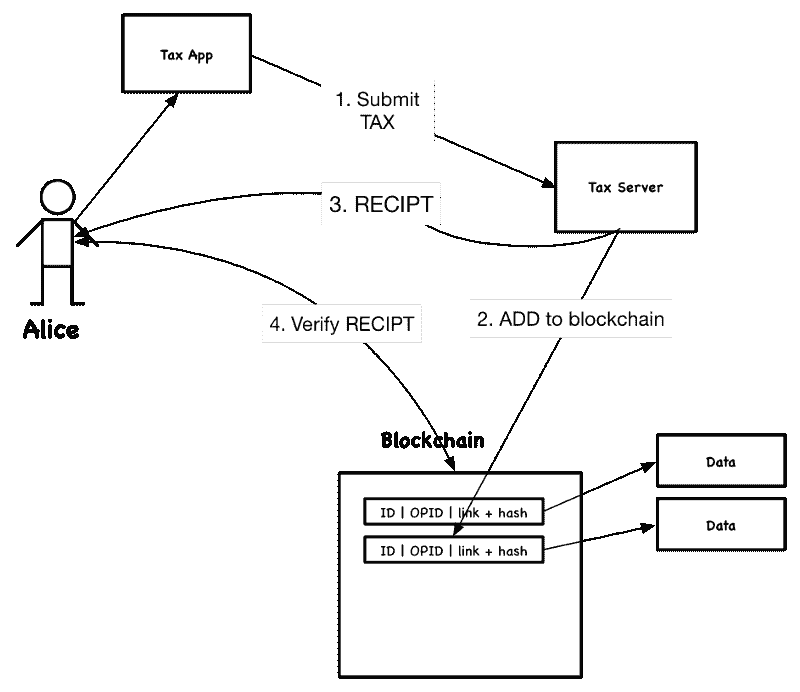 Tax App
1. Submit
TAX
Tax Server
3. RECIPT
Alice
4. Verify RECIPT
2. ADD to blockchain
Blockchain
Data
ID | OPID | link + hash
Data
ID | OPID | link + hash